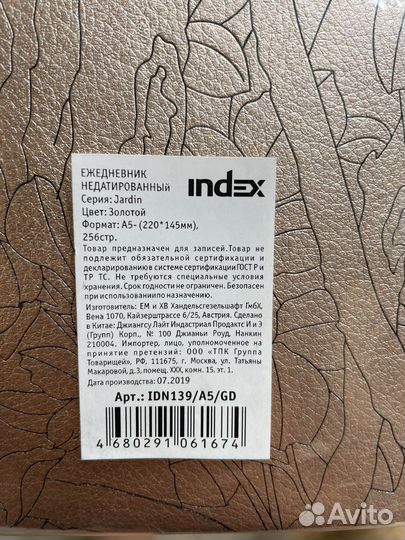 ЕЖЕДНЕВНИК
НЕДАТИРОВАННЫЙ
index
Серия: Jardin
Цвет: Золотой
Формат: А5- (220*145мм),
256стр.
Товар предназначен для записей.Товар не
подлежит обязательной сертификации и
декларированию в системе сертификации ГОСТ Р и
ТР ТС. Не требуются специальные условия
хранения. Срок годности не ограничен. Безопасен
при использовании по назначению.
Изготовитель: ЕМ и ХВ Хандельсгезельшафт ГмбХ,
Вена 1070, Кайзерштрассе 6/25, Австрия. Сделано
в Китае: Джиангсу Лайт Индастриал Продактс И и Э
(Групп) Корп., № 100 Джианьи Роуд, Нанкин
210004. Импортер, лицо, уполномоченное на
принятие претензий: ООО «ТПК Группа
Товарищей», РФ, 111675, г. Москва, ул. Татьяны
Макаровой, д.3, помещ. XXX, комн. 15, эт. 1.
Дата производства: 07.2019
Арт.: IDN139/A5/GD
4 680291 061674
Avito